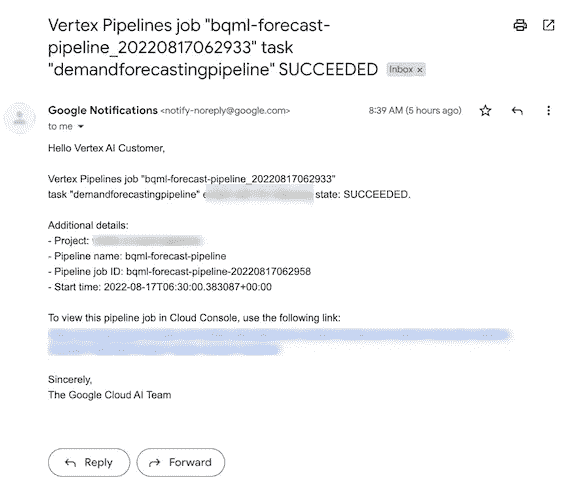 Vertex Pipelines job "bqml-forecast-
pipeline_20220817062933" task
"demandforecastingpipeline" SUCCEEDED Inbox ×
Google Notifications <notify-noreply@google.com> 8:39 AM (5 hours ago)
to me
Hello Vertex AI Customer,
Vertex Pipelines job "bqml-forecast-pipeline_20220817062933"
task "demandforecastingpipeline" state: SUCCEEDED.
Additional details:
- Project:
- Pipeline name: bqml-forecast-pipeline
- Pipeline job ID: bqml-forecast-pipeline-20220817062958
- Start time: 2022-08-17T06:30:00.383087+00:00
To view this pipeline job in Cloud Console, use the following link:
Sincerely,
The Google Cloud AI Team
Reply Forward